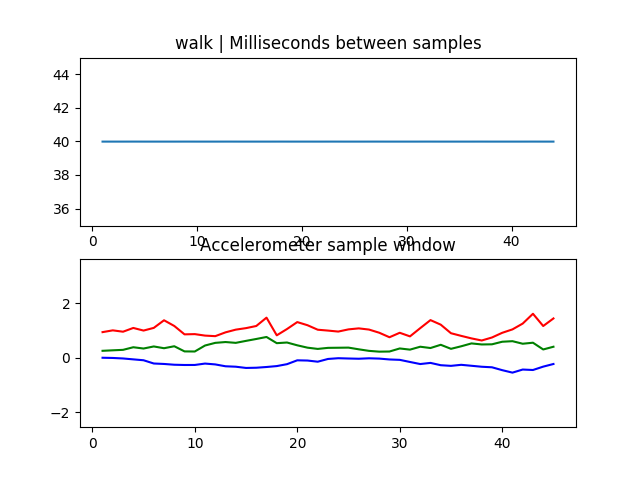 walk | Milliseconds between samples
44
42
40
38
36
0 10 20 30 40
Accelerometer sample window
2
0
−2
0 10 20 30 40